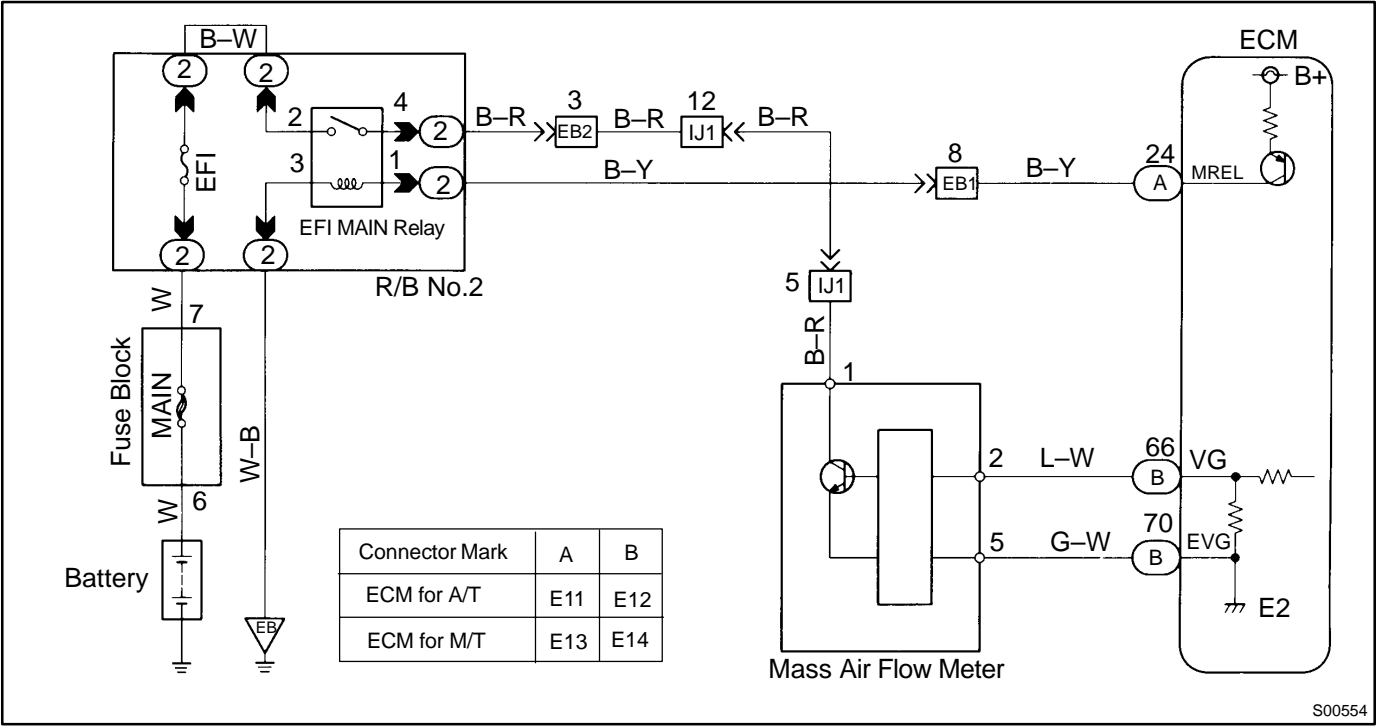 B–W
ECM
2
2
B+
2
4
3
12
2
B–R
EB2
B–R
IJ1
B–R
EFI
3
1
2
B–Y
8
EB1
B–Y
24
A
MREL
EFI MAIN Relay
2
2
R/B No.2
5
IJ1
W
7
B–R
1
Fuse Block
MAIN
W–B
2
L–W
66
B
VG
6
W
5
G–W
70
B
EVG
Battery
E2
EB
Connector Mark A B
ECM for A/T E11 E12
ECM for M/T E13 E14
Mass Air Flow Meter
S00554